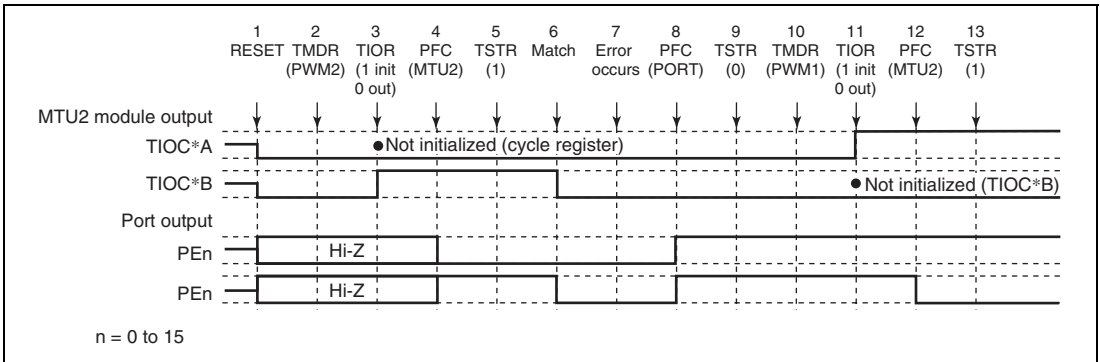 1 2 3 4 5 6 7 8 9 10 11 12 13
RESET TMDR TIOR PFC TSTR Match Error PFC TSTR TMDR TIOR PFC TSTR
(PWM2) (1 init (MTU2) (1) occurs (PORT) (0) (PWM1) (1 init (MTU2) (1)
0 out) 0 out)
MTU2 module output
TIOC*A ●Not initialized (cycle register)
TIOC*B ● Not initialized (TIOC*B)
Port output
PEn Hi-Z
PEn Hi-Z
n = 0 to 15